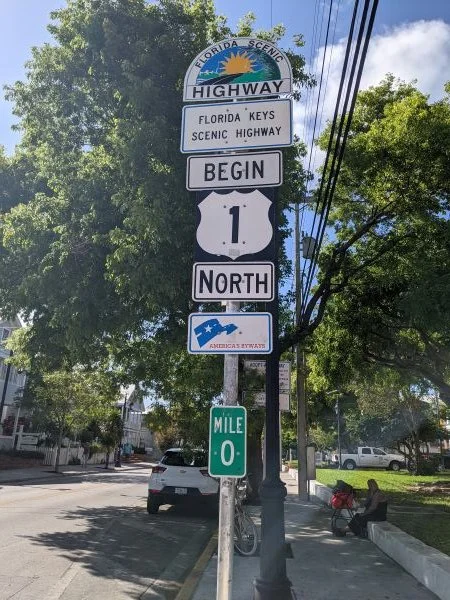 FLORIDA SCENIC
HIGHWAY
FLORIDA KEYS
SCENIC HIGHWAY
BEGIN
1
NORTH
AMERICA'S BYWAYS
MILE
0